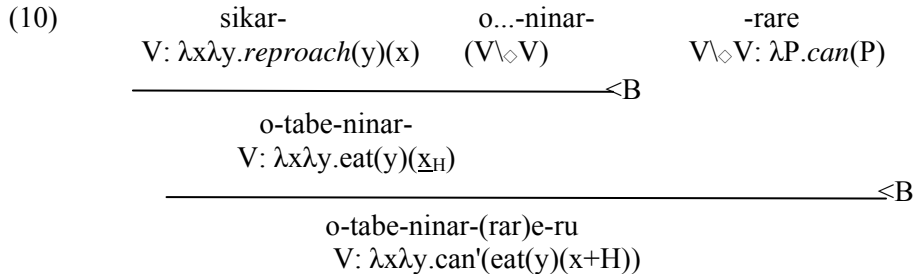 (10) sikar- o...-ninar- -rare
V: λxλy.reproach(y)(x) (V\◇V) V\◇V: λP.can(P)
<B
o-tabe-ninar-
V: λxλy.eat(y)(x_H)
<B
o-tabe-ninar-(rar)e-ru
V: λxλy.can'(eat(y)(x+H))